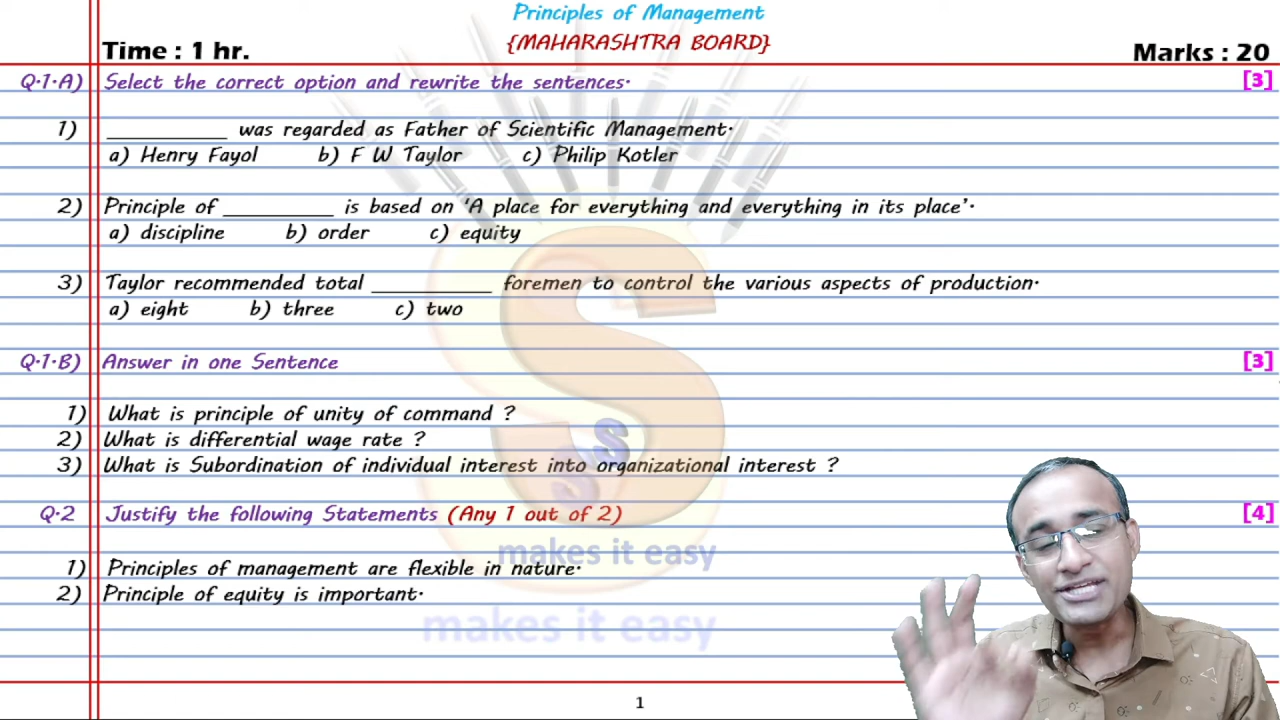 Principles of Management
{MAHARASHTRA BOARD}
Time : 1 hr.
Marks : 20
Q.1.A) Select the correct option and rewrite the sentences. [3]
1) __________ was regarded as Father of Scientific Management.
a) Henry Fayol b) F W Taylor c) Philip Kotler
2) Principle of _________ is based on ‘A place for everything and everything in its place’.
a) discipline b) order c) equity
3) Taylor recommended total __________ foremen to control the various aspects of production.
a) eight b) three c) two
Q.1.B) Answer in one Sentence [3]
1) What is principle of unity of command ?
2) What is differential wage rate ?
3) What is Subordination of individual interest into organizational interest ?
Q.2 Justify the following Statements (Any 1 out of 2) [4]
makes it easy
1) Principles of management are flexible in nature.
2) Principle of equity is important.
makes it easy
1